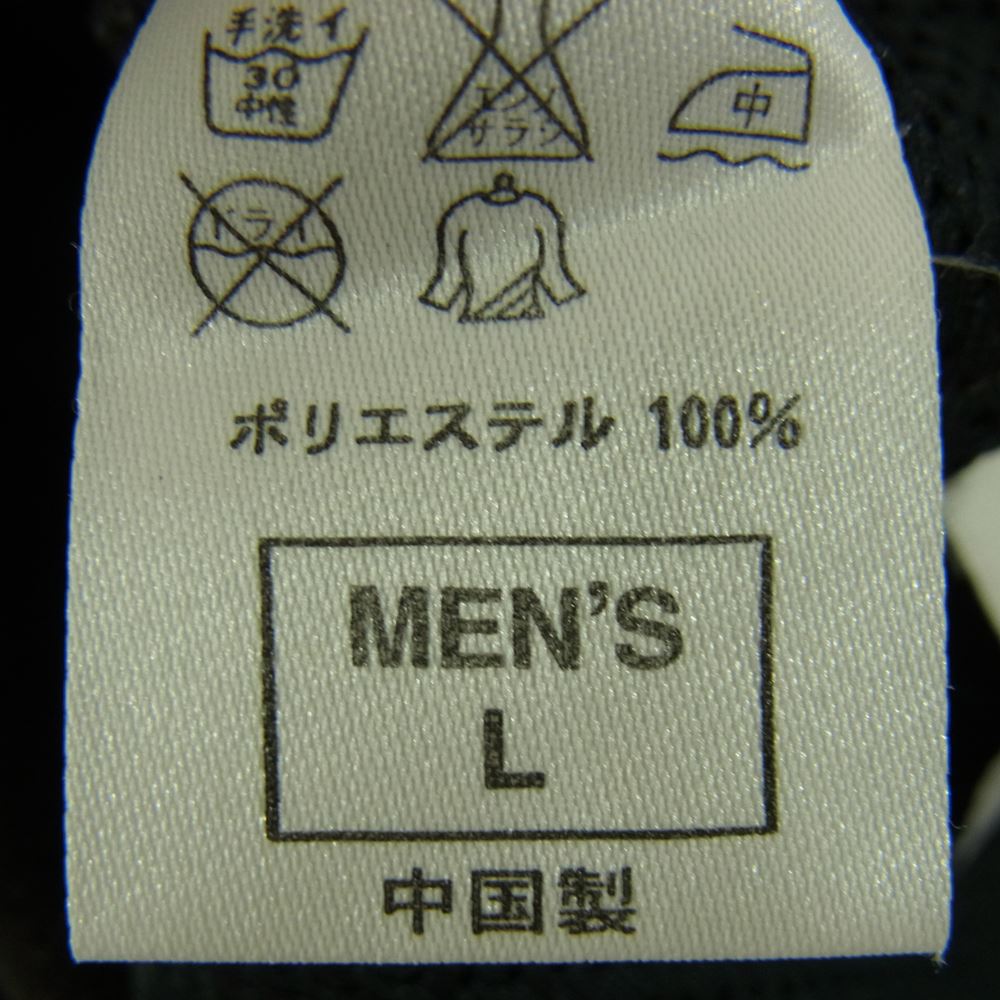 手洗イ
30
中性
エンソ
サラシ
中
ドライ
ポリエステル 100%
MEN'S
L
中国製